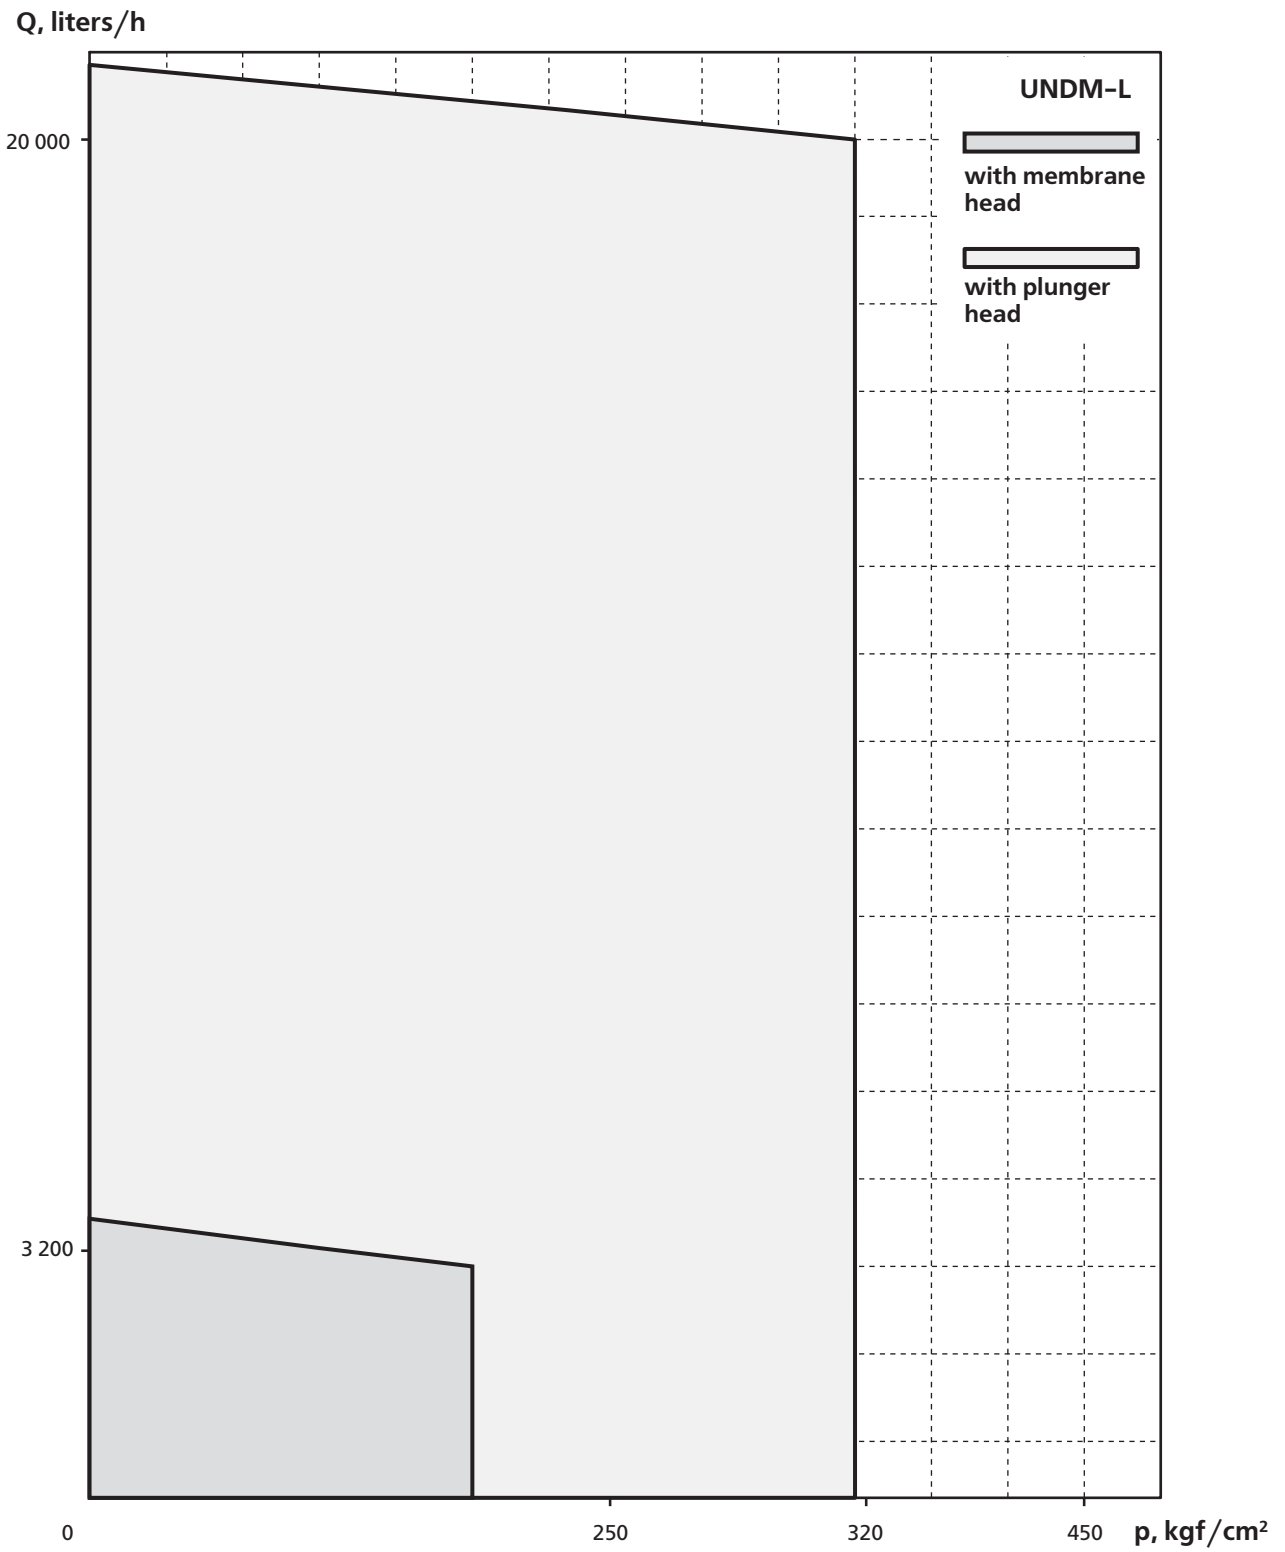 Q, liters/h
UNDM–L
20 000
with membrane
head
with plunger
head
3 200
0
250
320
450
p, kgf/cm²